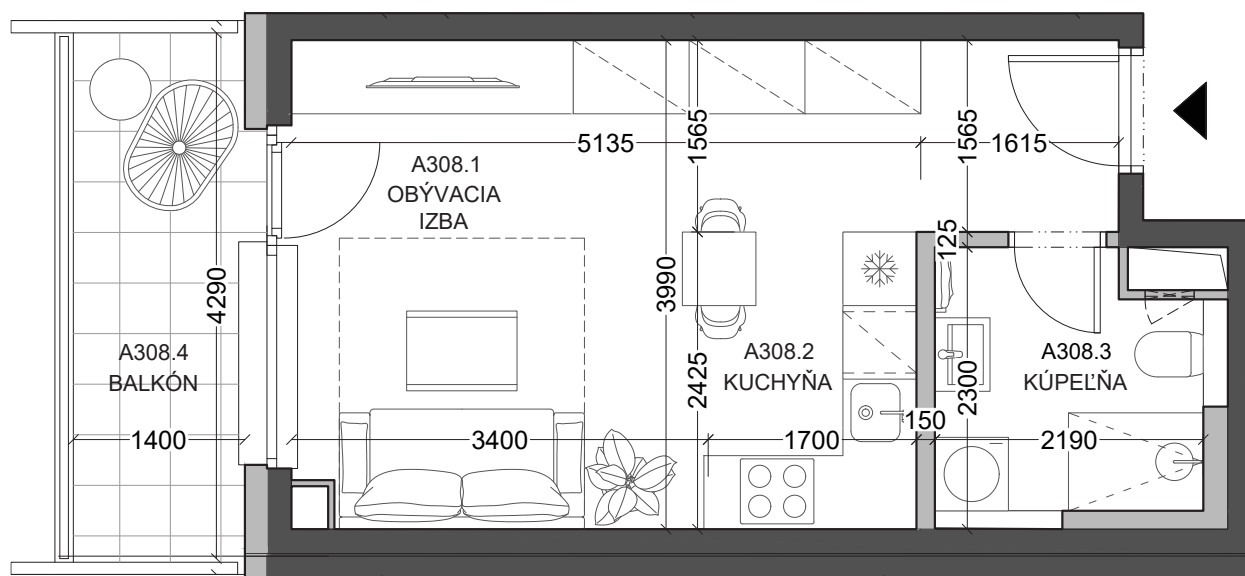 5135
1565
1565
1615
A308.1
OBÝVACIA
IZBA
125
4290
3990
A308.4
BALKÓN
2425
A308.2
KUCHYŇA
2300
A308.3
KÚPEĽŇA
150
1400
3400
1700
2190